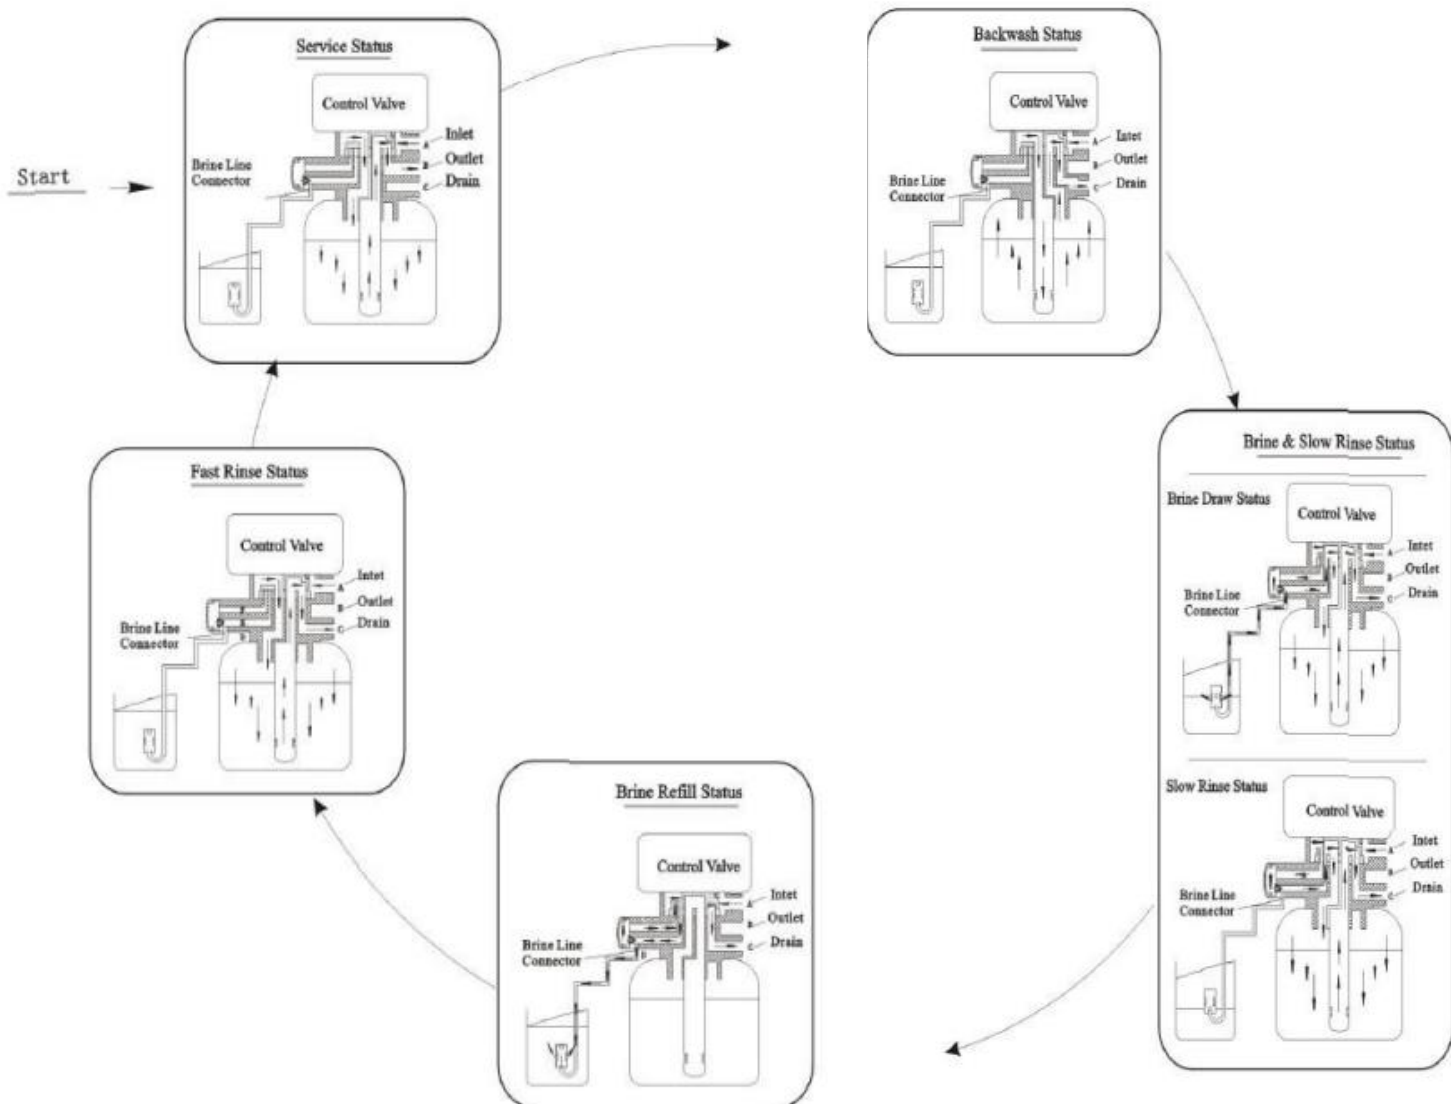 Start
Service Status
Control Valve
A
Inlet
B
Outlet
C
Drain
Brine Line
Connector
Backwash Status
Control Valve
A
Intet
B
Outlet
C
Drain
Brine Line
Connector
Brine & Slow Rinse Status
Brine Draw Status
Control Valve
A
Intet
B
Outlet
C
Drain
Brine Line
Connector
Slow Rinse Status
Control Valve
A
Intet
B
Outlet
C
Drain
Brine Line
Connector
Brine Refill Status
Control Valve
A
Intet
B
Outlet
C
Drain
Brine Line
Connector
D
Fast Rinse Status
Control Valve
A
Intet
B
Outlet
C
Drain
Brine Line
Connector
D